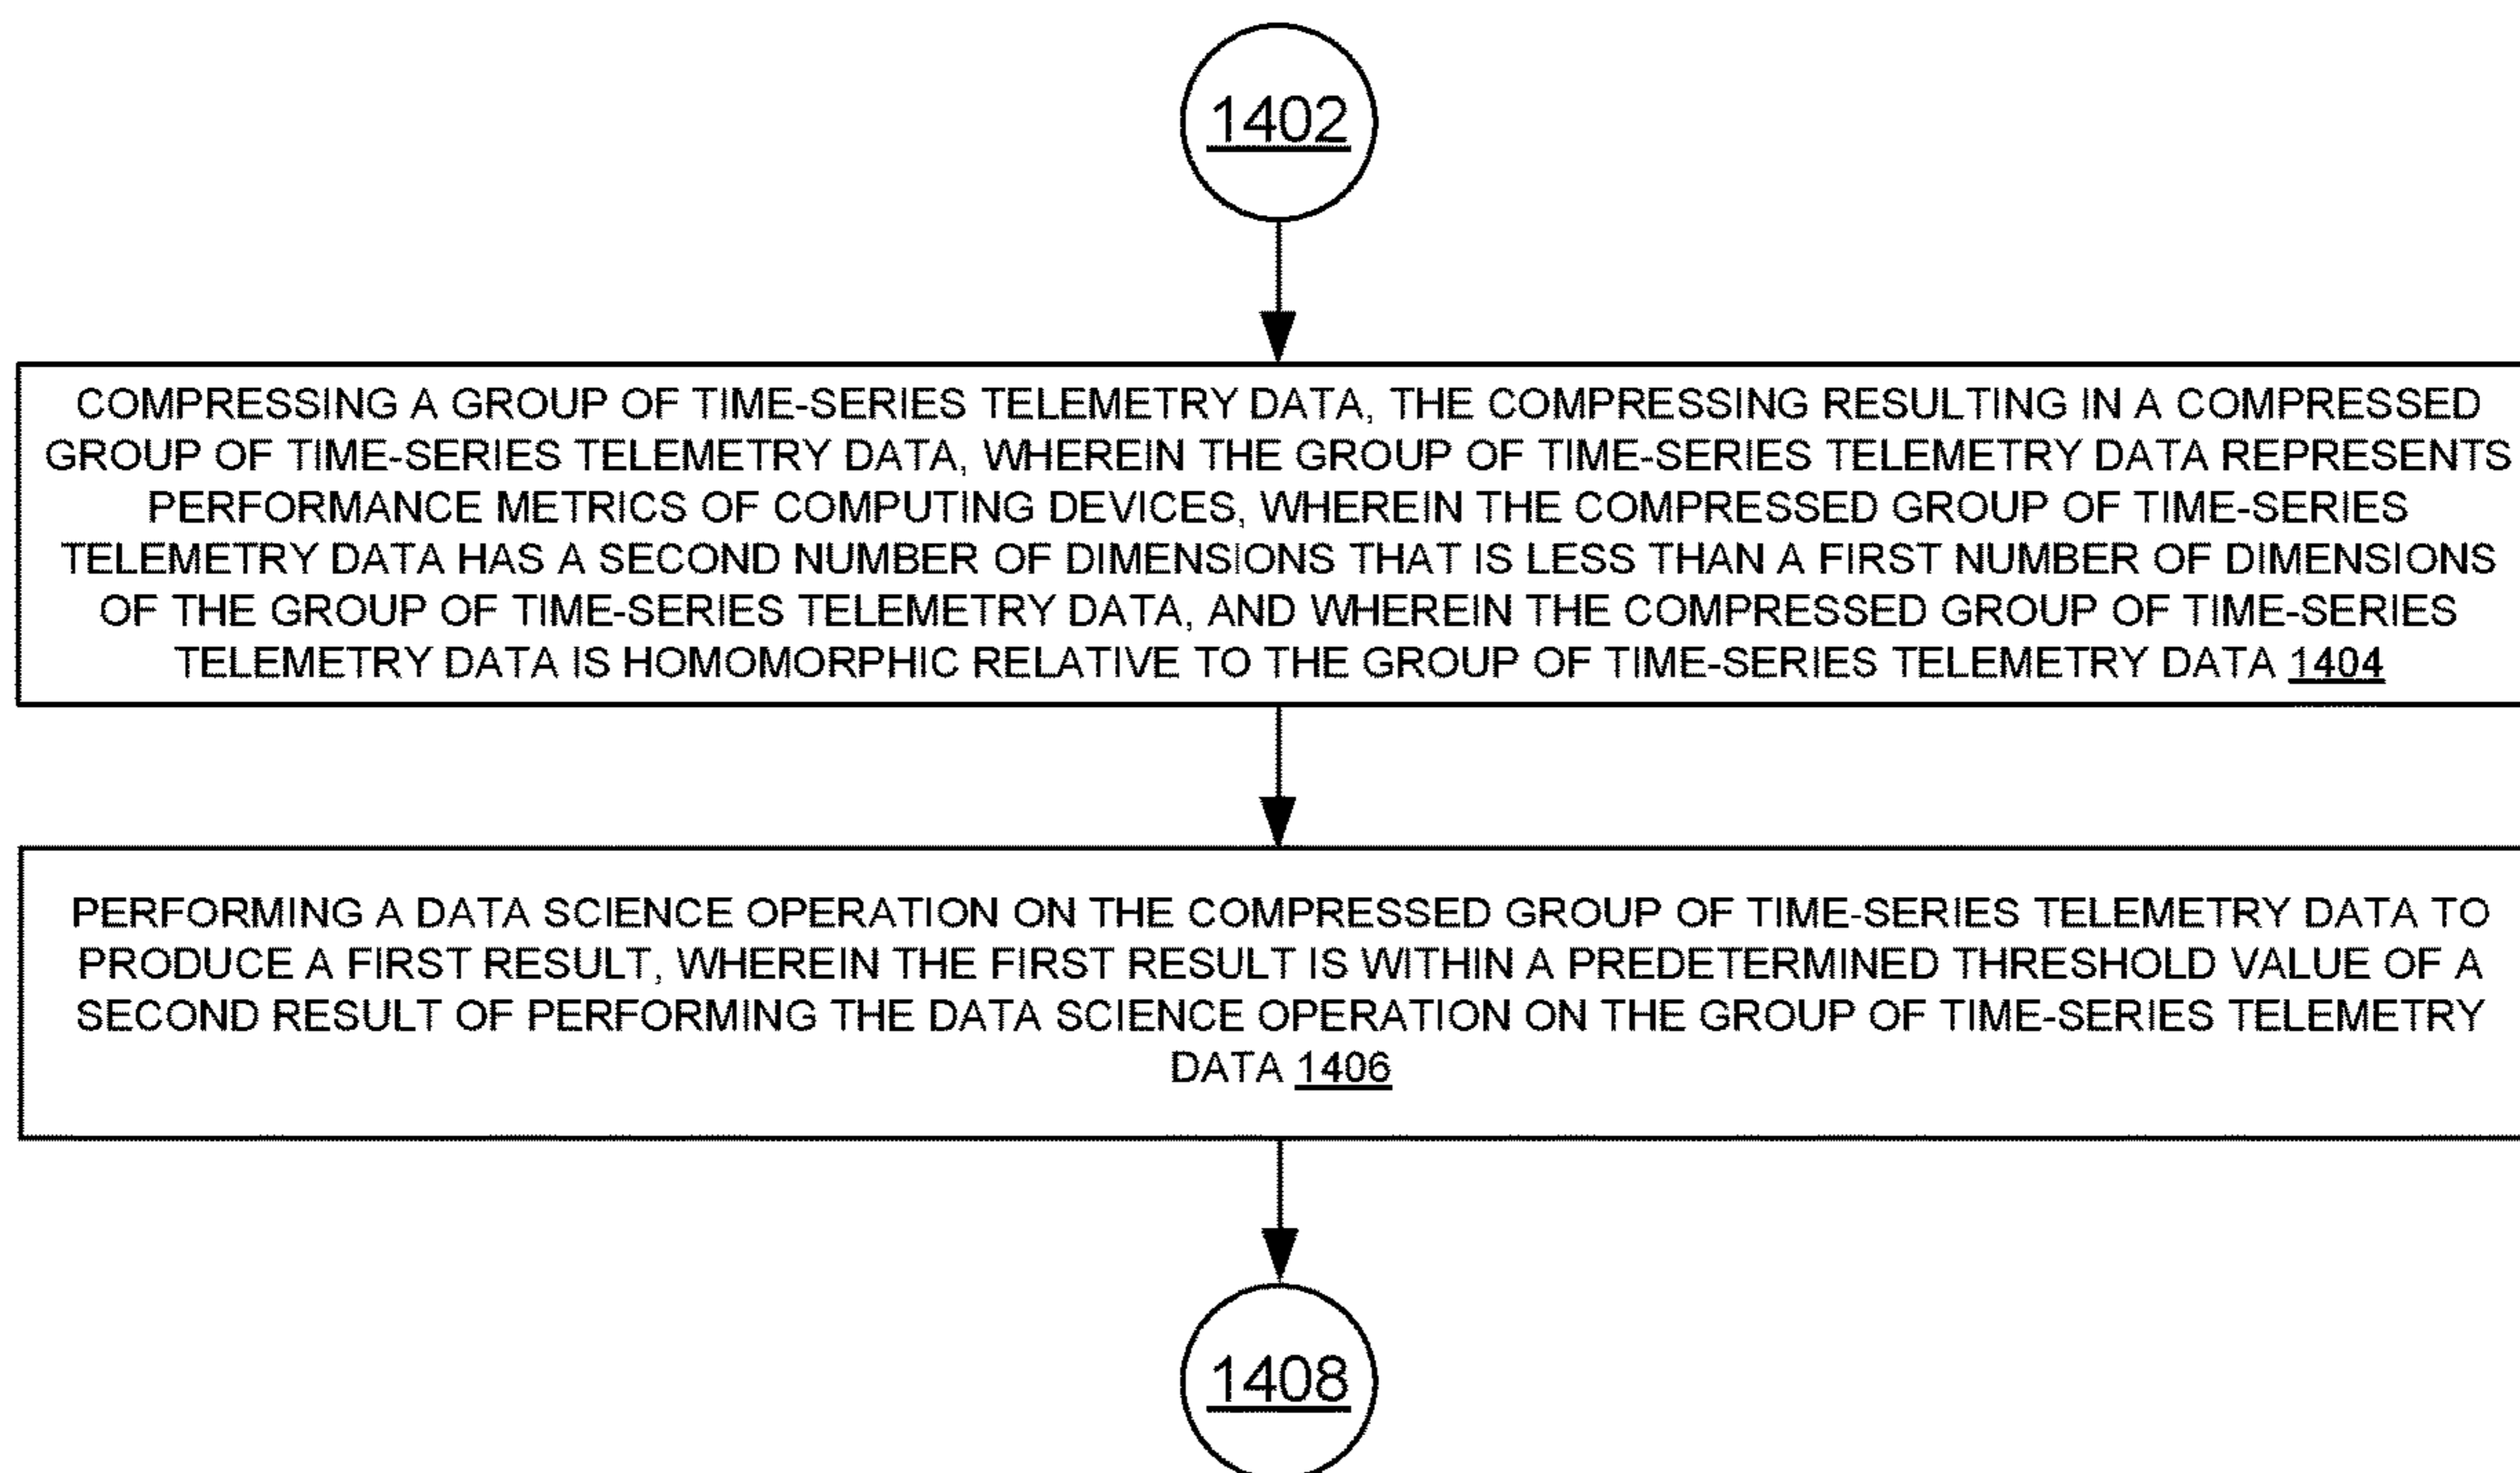 1402
COMPRESSING A GROUP OF TIME-SERIES TELEMETRY DATA, THE COMPRESSING RESULTING IN A COMPRESSED
GROUP OF TIME-SERIES TELEMETRY DATA, WHEREIN THE GROUP OF TIME-SERIES TELEMETRY DATA REPRESENTS
PERFORMANCE METRICS OF COMPUTING DEVICES, WHEREIN THE COMPRESSED GROUP OF TIME-SERIES
TELEMETRY DATA HAS A SECOND NUMBER OF DIMENSIONS THAT IS LESS THAN A FIRST NUMBER OF DIMENSIONS
OF THE GROUP OF TIME-SERIES TELEMETRY DATA, AND WHEREIN THE COMPRESSED GROUP OF TIME-SERIES
TELEMETRY DATA IS HOMOMORPHIC RELATIVE TO THE GROUP OF TIME-SERIES TELEMETRY DATA 1404
PERFORMING A DATA SCIENCE OPERATION ON THE COMPRESSED GROUP OF TIME-SERIES TELEMETRY DATA TO
PRODUCE A FIRST RESULT, WHEREIN THE FIRST RESULT IS WITHIN A PREDETERMINED THRESHOLD VALUE OF A
SECOND RESULT OF PERFORMING THE DATA SCIENCE OPERATION ON THE GROUP OF TIME-SERIES TELEMETRY
DATA 1406
1408